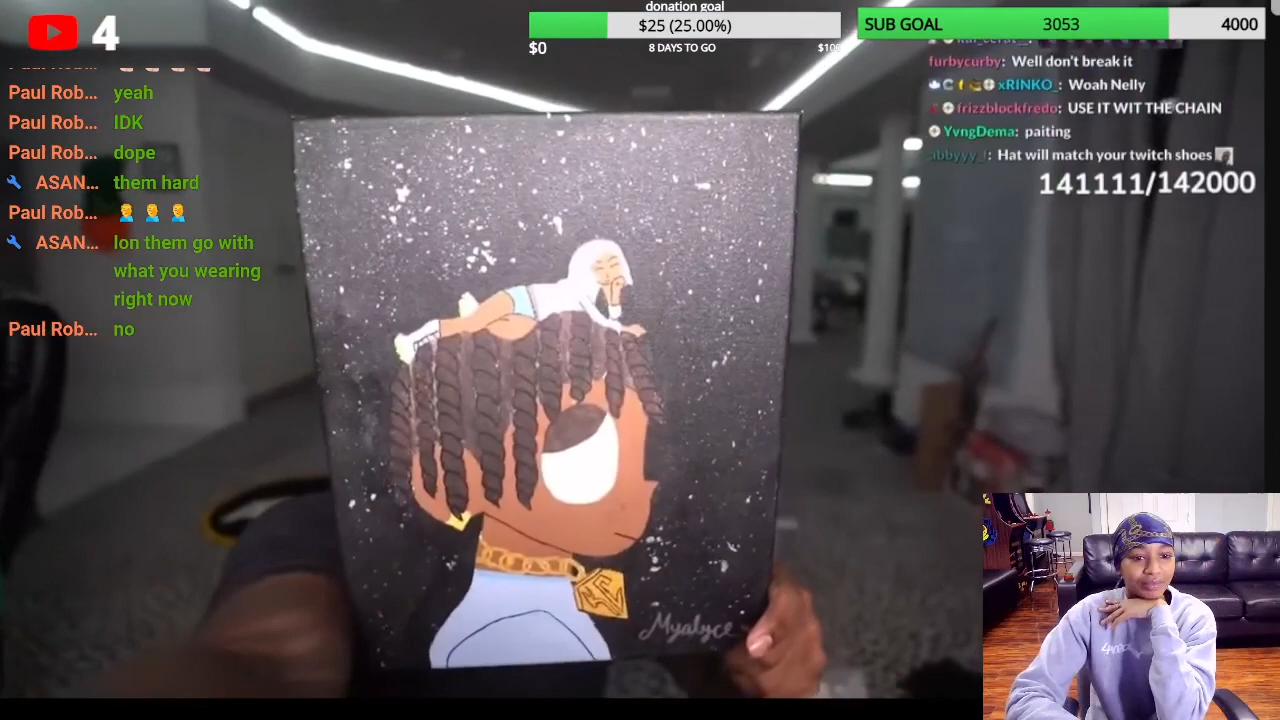 4
donation goal
$25 (25.00%)
$0
8 DAYS TO GO
SUB GOAL 3053 4000
Paul Rob... yeah
Paul Rob... IDK
Paul Rob... dope
ASAN... them hard
Paul Rob...
ASAN... lon them go with
what you wearing
right now
Paul Rob... no
furbycurby: Well don't break it
xRINKO_: Woah Nelly
frizzblockfredo: USE IT WIT THE CHAIN
YvngDema: paiting
Hat will match your twitch shoes
141111/142000
Myalyce